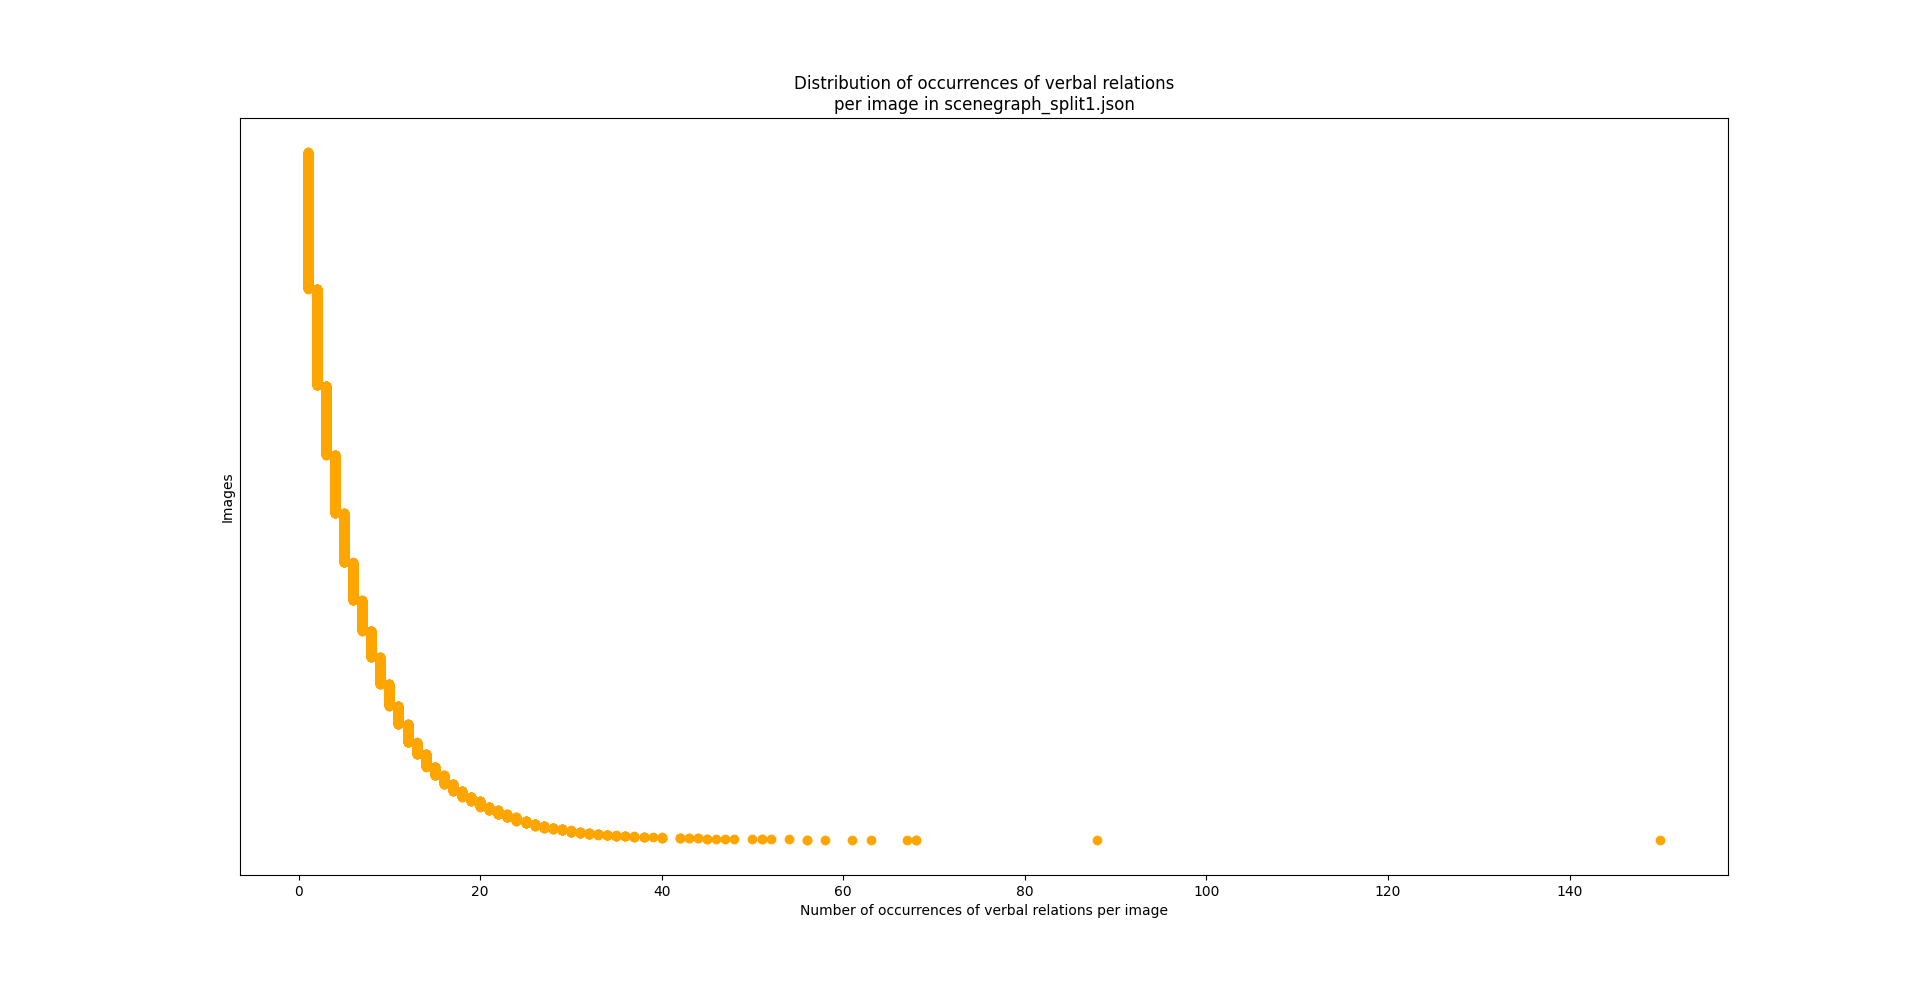 Distribution of occurrences of verbal relations
per image in scenegraph_split1.json
Images
0 20 40 60 80 100 120 140
Number of occurrences of verbal relations per image